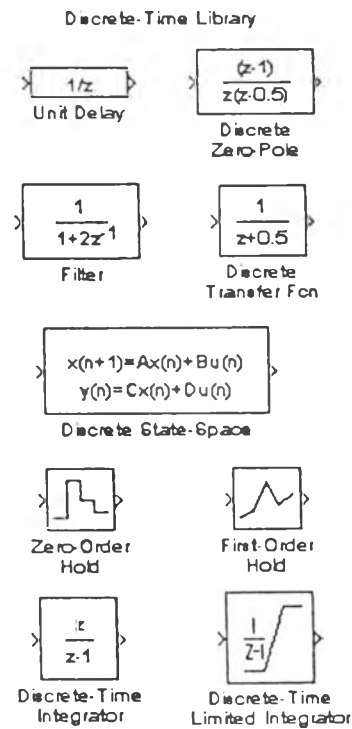 Discrete-Time Library
1/z
Unit Delay
(z-1)
z(z-0.5)
Discrete
Zero-Pole
1
1+2z-1
Filter
1
z+0.5
Discrete
Transfer Fcn
x(n+1)=Ax(n)+Bu(n)
y(n)=Cx(n)+Du(n)
Discrete State-Space
Zero-Order
Hold
First-Order
Hold
z-1
Discrete-Time
Integrator
1
z-1
Discrete-Time
Limited Integrator